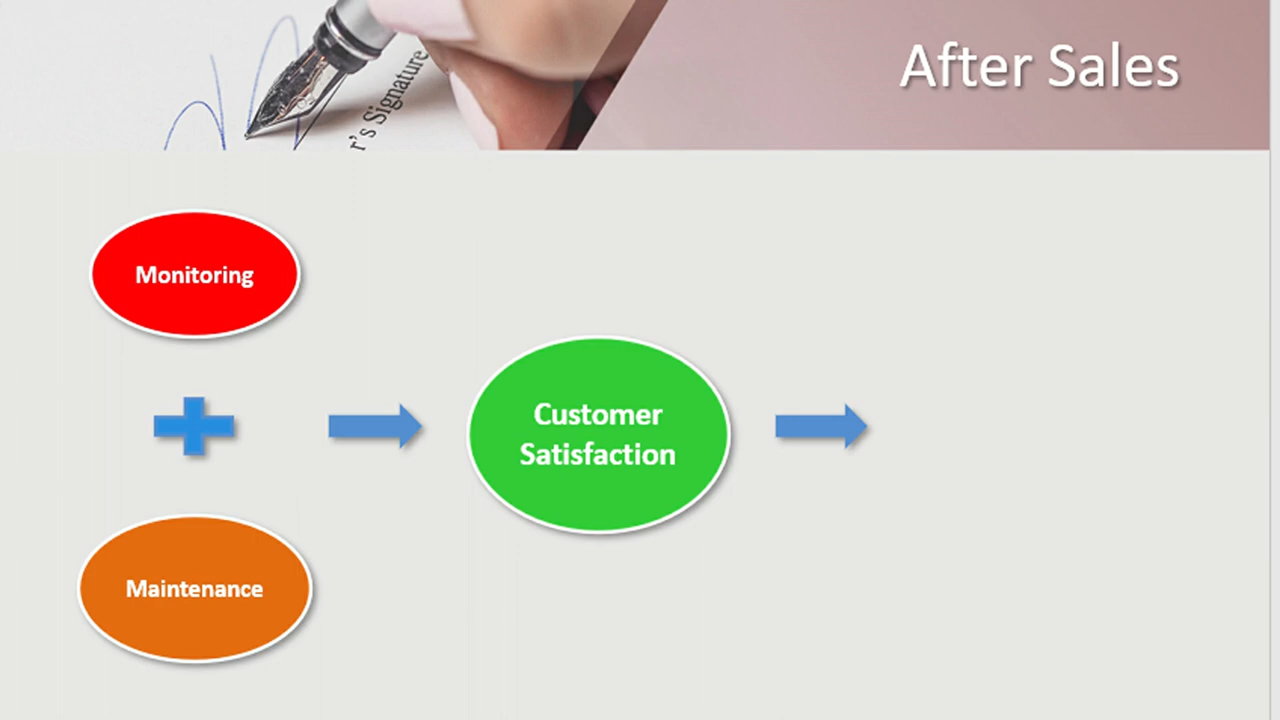 After Sales
r's Signature
Monitoring
Customer
Satisfaction
Maintenance